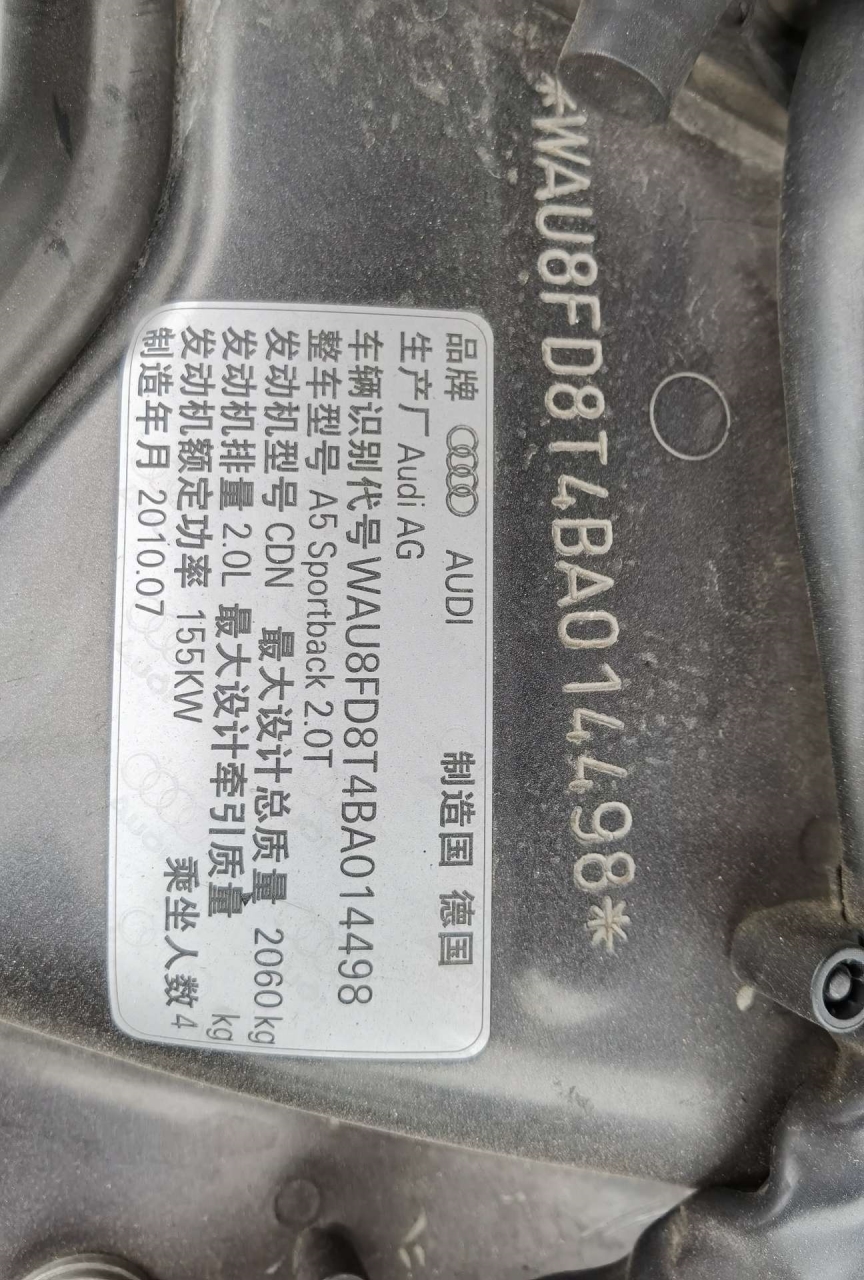 *WAU8FD8T4BA014498*
品牌 AUDI 制造国 德国
生产厂 Audi AG
车辆识别代号 WAU8FD8T4BA014498
整车型号 A5 Sportback 2.0T
发动机型号 CDN 最大设计总质量 2060kg
发动机排量 2.0L 最大设计牵引质量 kg
发动机额定功率 155KW 乘坐人数 4
制造年月 2010.07
Audi
Audi